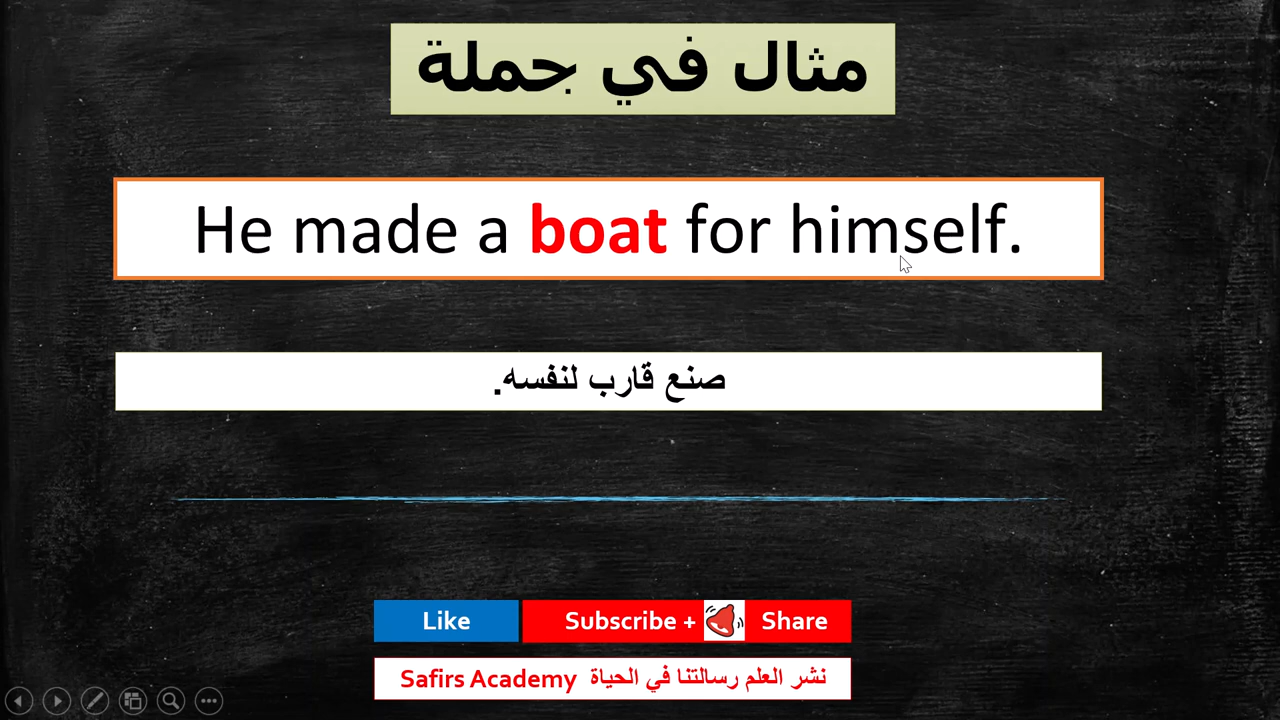 مثال في جملة
He made a boat for himself.
صنع قارب لنفسه.
Like Subscribe + Share
Safirs Academy نشر العلم رسالتنا في الحياة